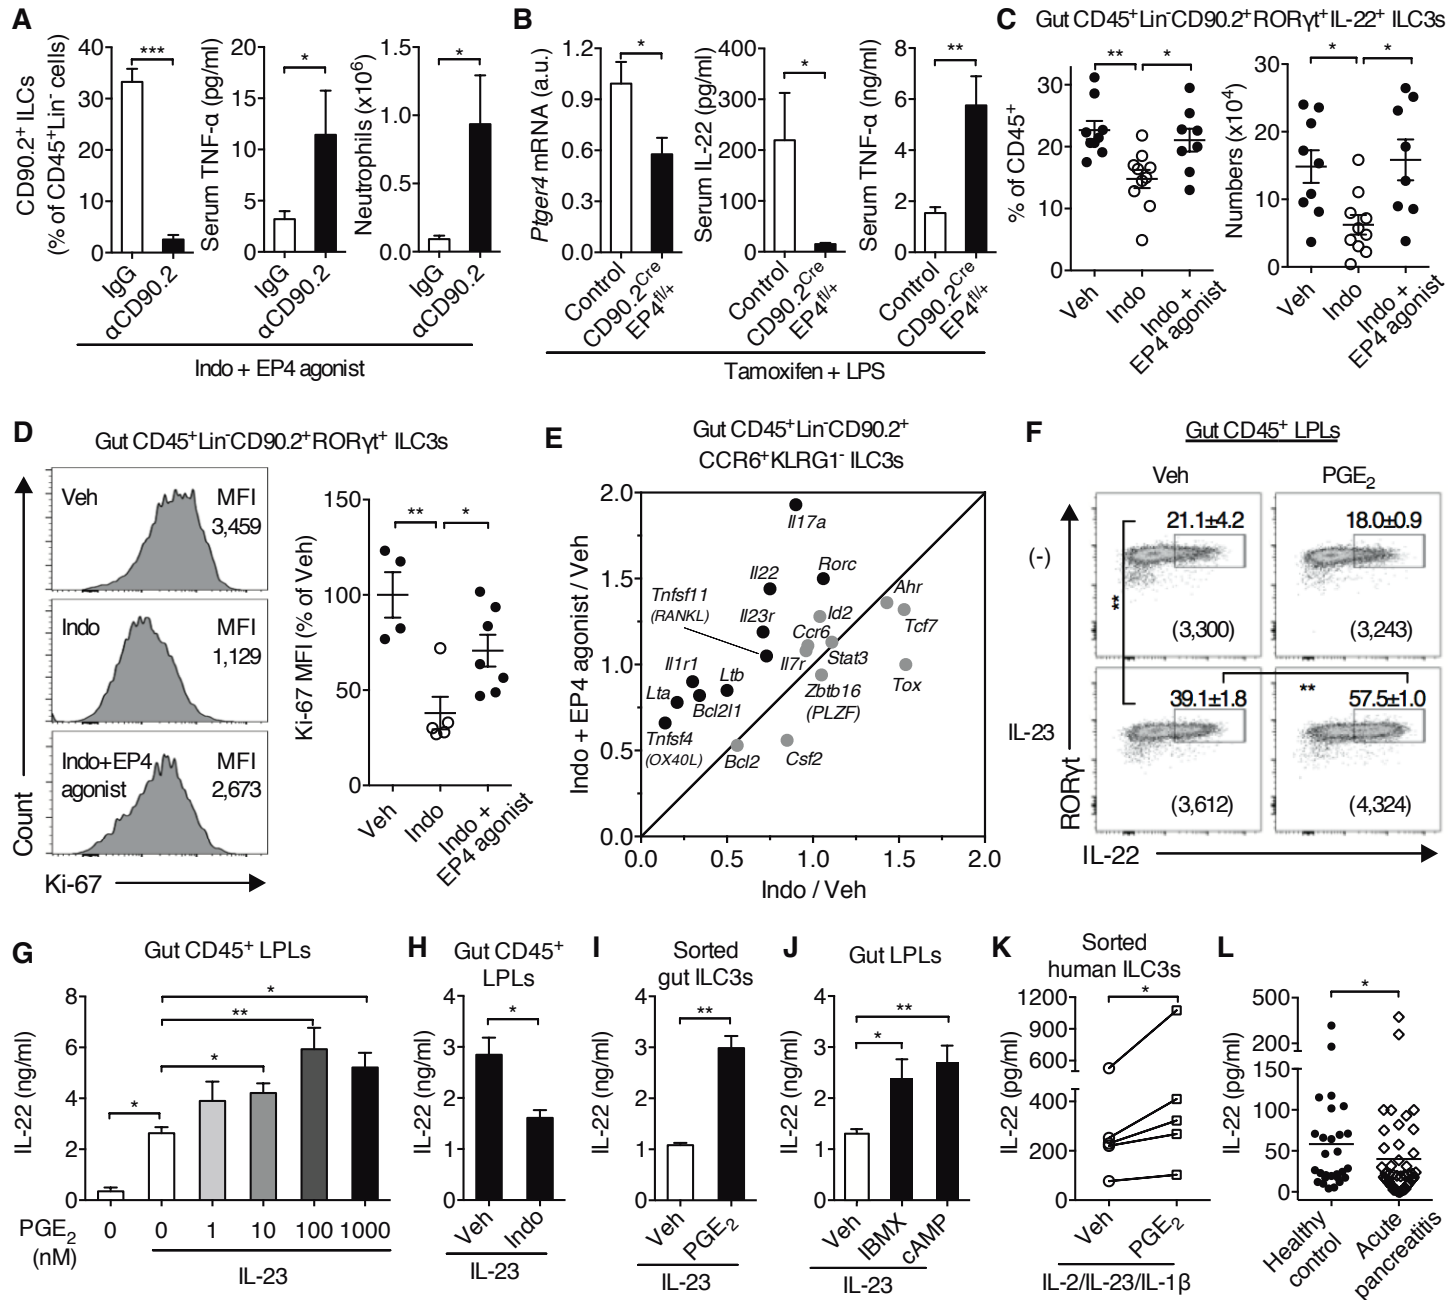 A
CD90.2+ ILCs
(% of CD45+Lin- cells)
40
30
20
10
0
***
IgG
αCD90.2
Serum TNF-α (pg/ml)
20
15
10
5
0
*
IgG
αCD90.2
Neutrophils (x10^6)
1.5
1.0
0.5
0.0
*
IgG
αCD90.2
Indo + EP4 agonist
B
Ptger4 mRNA (a.u.)
1.2
0.9
0.6
0.3
0.0
*
Control
CD90.2Cre
EP4fl/+
Serum IL-22 (pg/ml)
400
300
200
100
0
*
Control
CD90.2Cre
EP4fl/+
Serum TNF-α (ng/ml)
8
6
4
2
0
**
Control
CD90.2Cre
EP4fl/+
Tamoxifen + LPS
C
Gut CD45+Lin-CD90.2+RORγt+IL-22+ ILC3s
% of CD45+
30
20
10
0
** *
Veh
Indo
Indo +
EP4 agonist
Numbers (x10^4)
30
20
10
0
* *
Veh
Indo
Indo +
EP4 agonist
D
Gut CD45+Lin-CD90.2+RORγt+ ILC3s
Veh MFI
3,459
Indo MFI
1,129
Indo+EP4 MFI
agonist 2,673
Count
Ki-67
Ki-67 MFI (% of Veh)
150
100
50
0
** *
Veh
Indo
Indo +
EP4 agonist
E
Gut CD45+Lin-CD90.2+
CCR6+KLRG1- ILC3s
Indo + EP4 agonist / Veh
2.0
1.5
1.0
0.5
0.0
Il17a
Rorc
Il22
Ahr
Tnfsf11
(RANKL)
Il23r
Id2
Tcf7
Ccr6
Stat3
Il7r
Il1r1
Ltb
Tox
Lta
Bcl2l1
Zbtb16
(PLZF)
Tnfsf4
(OX40L)
Bcl2
Csf2
0.0 0.5 1.0 1.5 2.0
Indo / Veh
F
Gut CD45+ LPLs
Veh PGE2
(-)
21.1±4.2 18.0±0.9
(3,300) (3,243)
**
**
IL-23
39.1±1.8 57.5±1.0
(3,612) (4,324)
RORγt
IL-22
G
Gut CD45+ LPLs
IL-22 (ng/ml)
8
6
4
2
0
*
**
*
*
PGE2
(nM)
0 0 1 10 100 1000
IL-23
H
Gut CD45+
LPLs
IL-22 (ng/ml)
4
3
2
1
0
*
Veh
Indo
IL-23
I
Sorted
gut ILC3s
IL-22 (ng/ml)
4
3
2
1
0
**
Veh
PGE2
IL-23
J
Gut LPLs
IL-22 (ng/ml)
4
3
2
1
0
**
*
Veh
IBMX
cAMP
IL-23
K
Sorted
human ILC3s
IL-22 (pg/ml)
1200
900
600
400
200
0
*
Veh
PGE2
IL-2/IL-23/IL-1β
L
IL-22 (pg/ml)
500
200
150
100
50
0
*
Healthy
control
Acute
pancreatitis